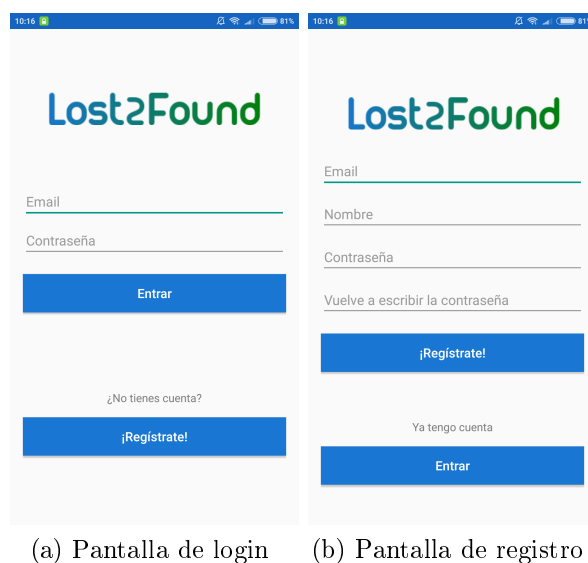 10:16 81%
Lost2Found
Email
Contraseña
Entrar
¿No tienes cuenta?
¡Regístrate!
(a) Pantalla de login
10:16 81%
Lost2Found
Email
Nombre
Contraseña
Vuelve a escribir la contraseña
¡Regístrate!
Ya tengo cuenta
Entrar
(b) Pantalla de registro